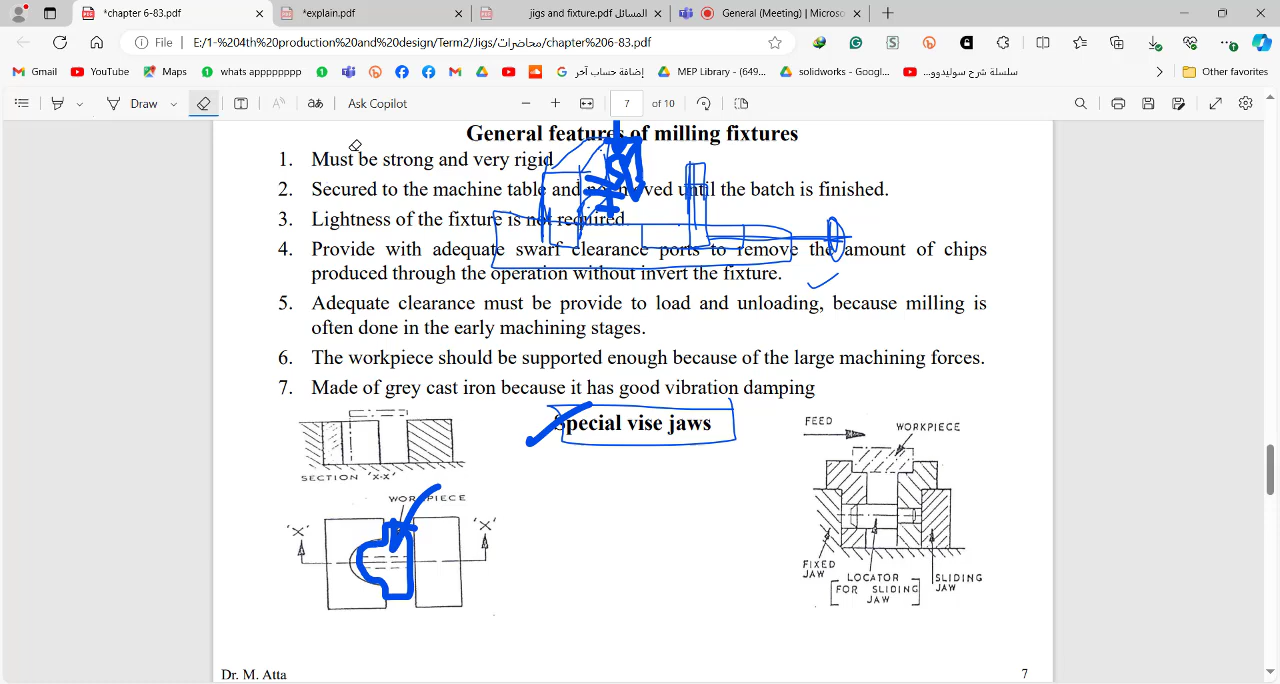 *chapter 6-83.pdf
*explain.pdf
jigs and fixture.pdf المسائل
General (Meeting) | Microso
File
E:/1-%204th%20production%20and%20design/Term2/Jigs/محاضرات/chapter%206-83.pdf
Gmail
YouTube
Maps
whats appppppppp
إضافة حساب آخر
MEP Library - (649...
solidworks - Googl...
سلسلة شرح سوليدوو...
Other favorites
Draw
Ask Copilot
7 of 10
General features of milling fixtures
1. Must be strong and very rigid
2. Secured to the machine table and not moved until the batch is finished.
3. Lightness of the fixture is not required.
4. Provide with adequate swarf clearance ports to remove the amount of chips
produced through the operation without invert the fixture.
5. Adequate clearance must be provide to load and unloading, because milling is
often done in the early machining stages.
6. The workpiece should be supported enough because of the large machining forces.
7. Made of grey cast iron because it has good vibration damping
Special vise jaws
SECTION 'X-X'
WORKPIECE
'X'
'X'
FEED
WORKPIECE
FIXED
JAW
LOCATOR
FOR SLIDING
JAW
SLIDING
JAW
Dr. M. Atta
7